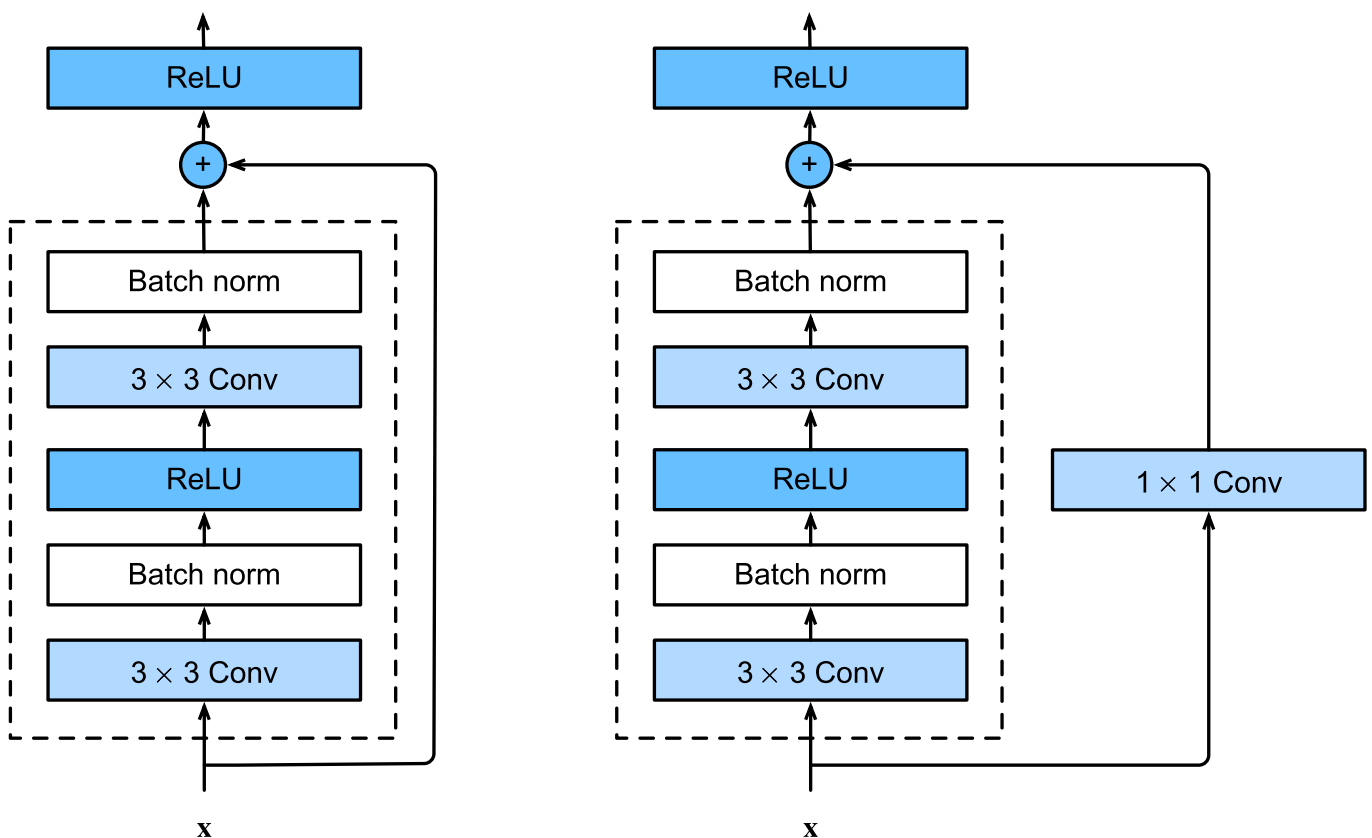 ReLU
+
Batch norm
3 × 3 Conv
ReLU
Batch norm
3 × 3 Conv
x
ReLU
+
Batch norm
3 × 3 Conv
ReLU
Batch norm
3 × 3 Conv
1 × 1 Conv
x